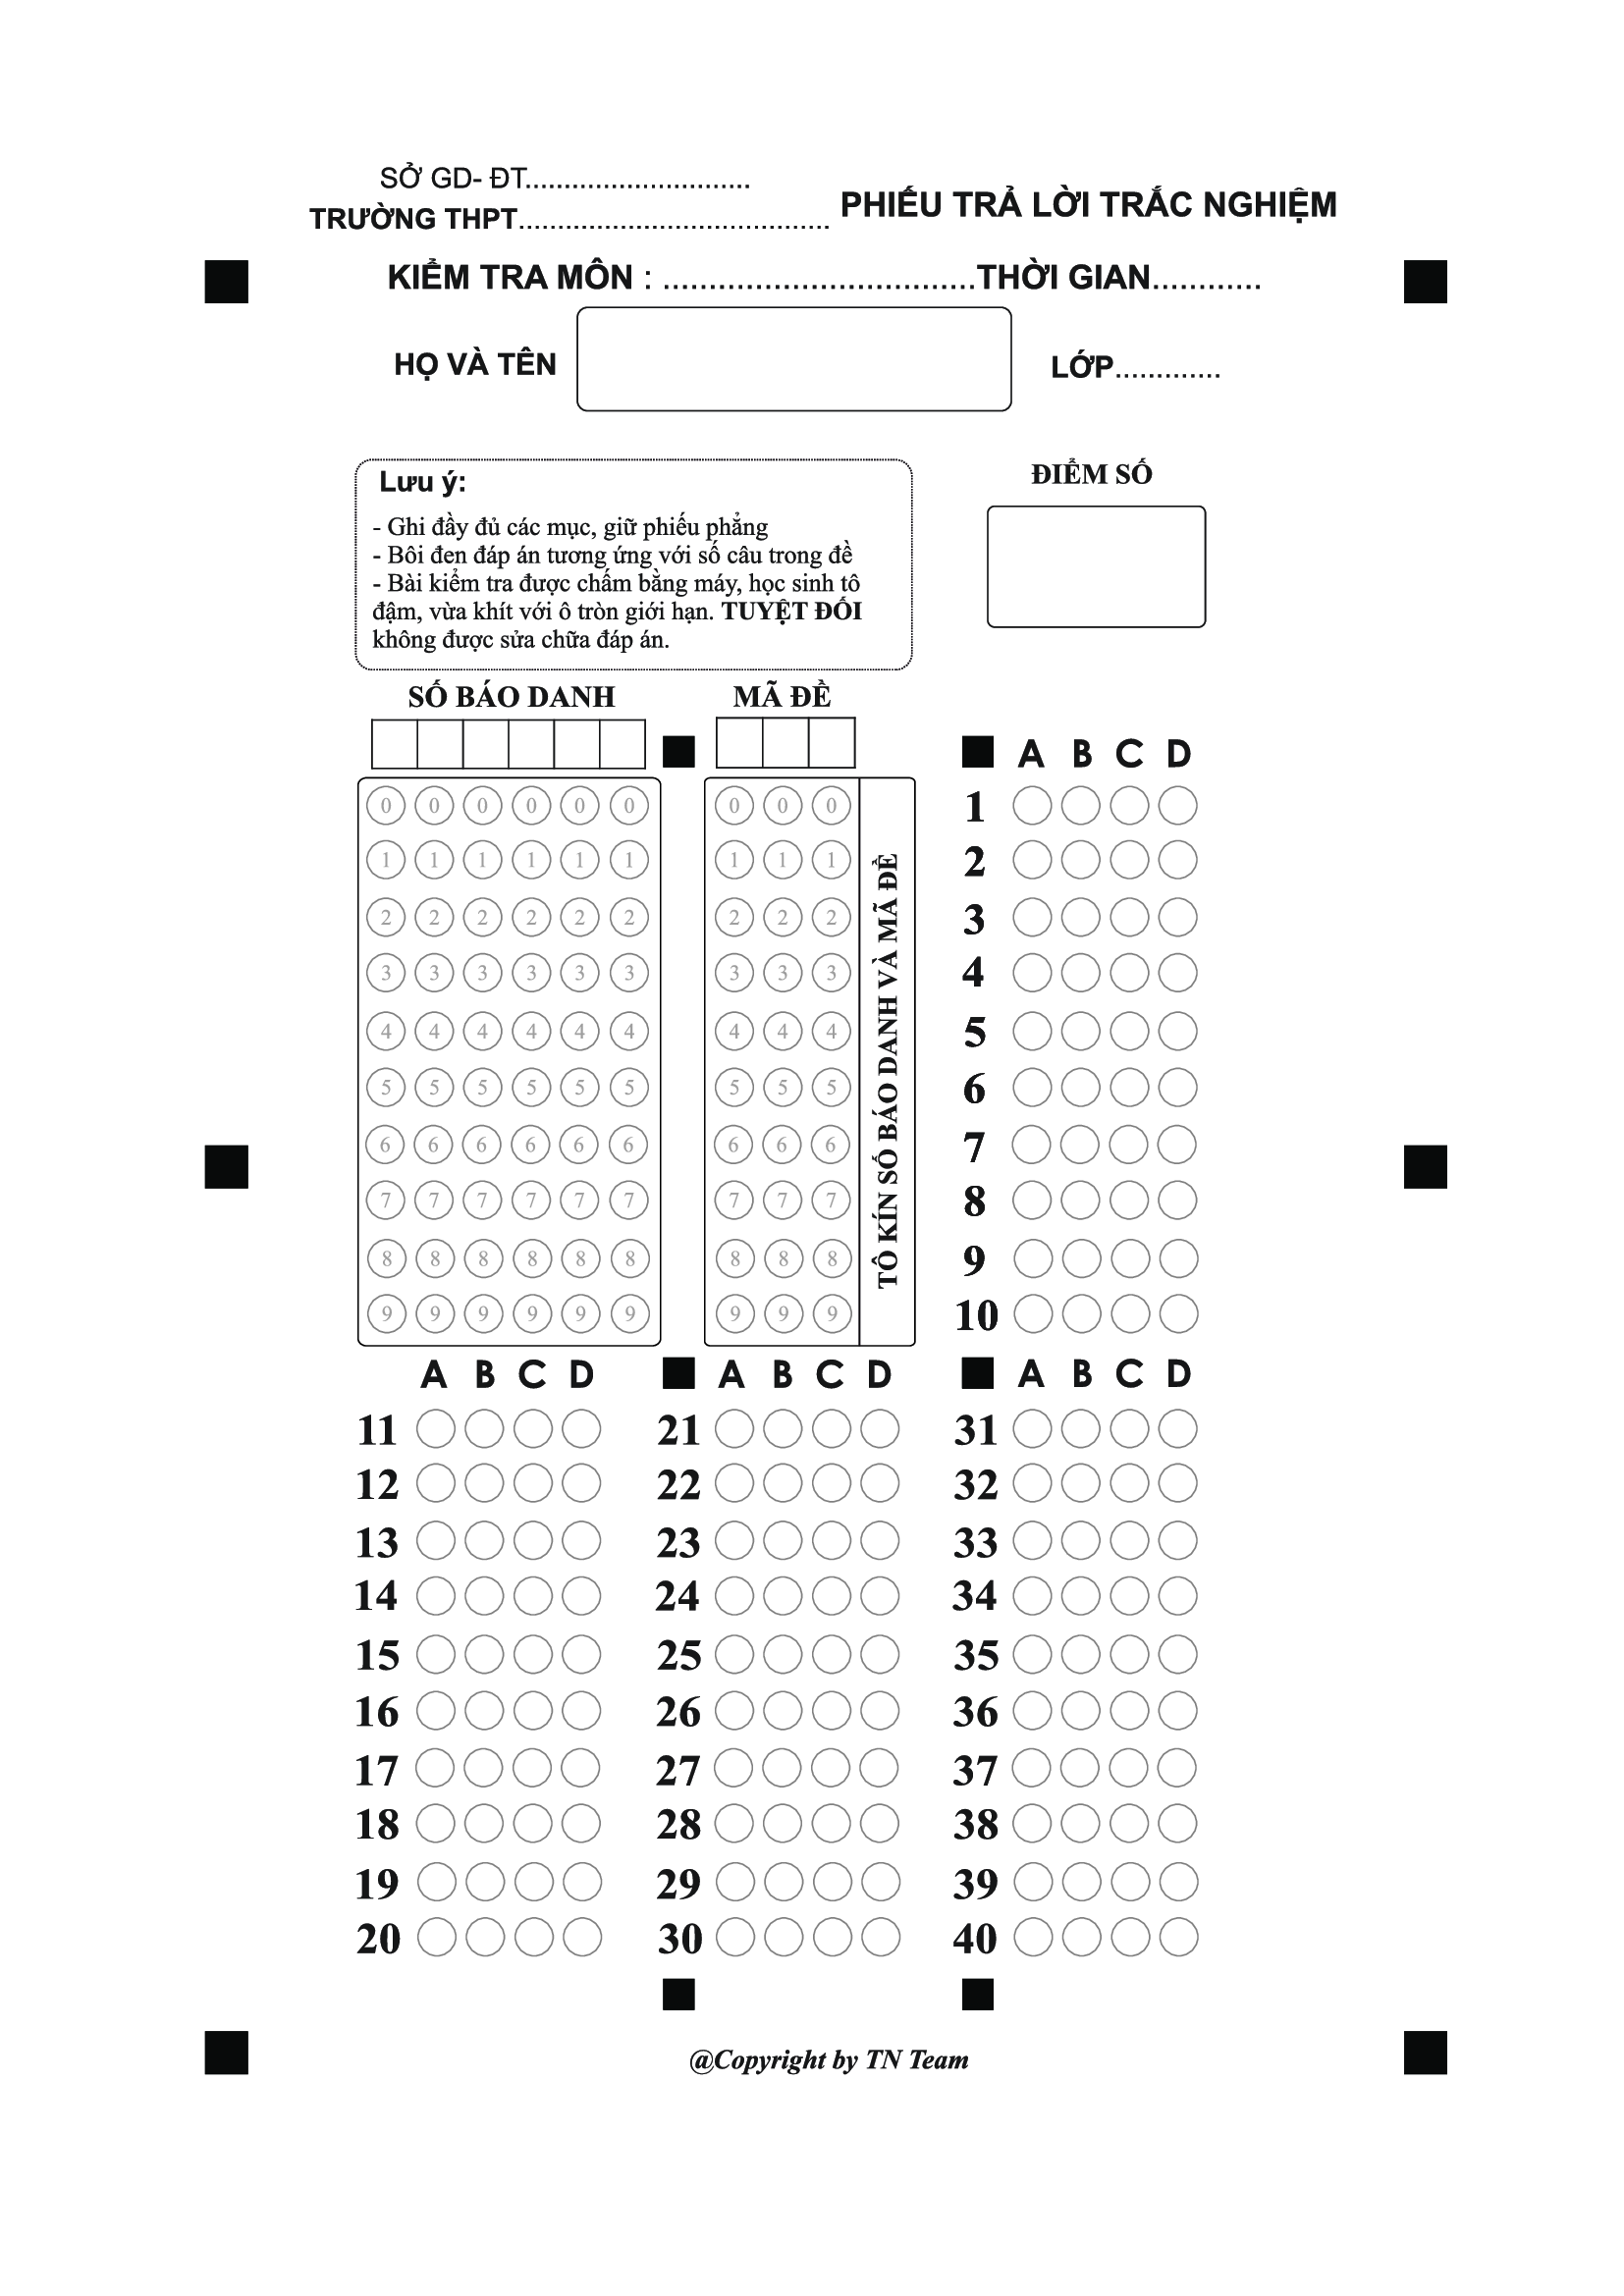 SỞ GD- ĐT.............................
TRƯỜNG THPT........................................
PHIẾU TRẢ LỜI TRẮC NGHIỆM
KIỂM TRA MÔN : .................................THỜI GIAN............
HỌ VÀ TÊN
LỚP.............
Lưu ý:
- Ghi đầy đủ các mục, giữ phiếu phẳng
- Bôi đen đáp án tương ứng với số câu trong đề
- Bài kiểm tra được chấm bằng máy, học sinh tô
đậm, vừa khít với ô tròn giới hạn. TUYỆT ĐỐI
không được sửa chữa đáp án.
ĐIỂM SỐ
SỐ BÁO DANH
0 0 0 0 0 0
1 1 1 1 1 1
2 2 2 2 2 2
3 3 3 3 3 3
4 4 4 4 4 4
5 5 5 5 5 5
6 6 6 6 6 6
7 7 7 7 7 7
8 8 8 8 8 8
9 9 9 9 9 9
MÃ ĐỀ
0 0 0
1 1 1
2 2 2
3 3 3
4 4 4
5 5 5
6 6 6
7 7 7
8 8 8
9 9 9
TÔ KÍN SỐ BÁO DANH VÀ MÃ ĐỀ
A B C D
1
2
3
4
5
6
7
8
9
10
A B C D
11
12
13
14
15
16
17
18
19
20
A B C D
21
22
23
24
25
26
27
28
29
30
A B C D
31
32
33
34
35
36
37
38
39
40
@Copyright by TN Team